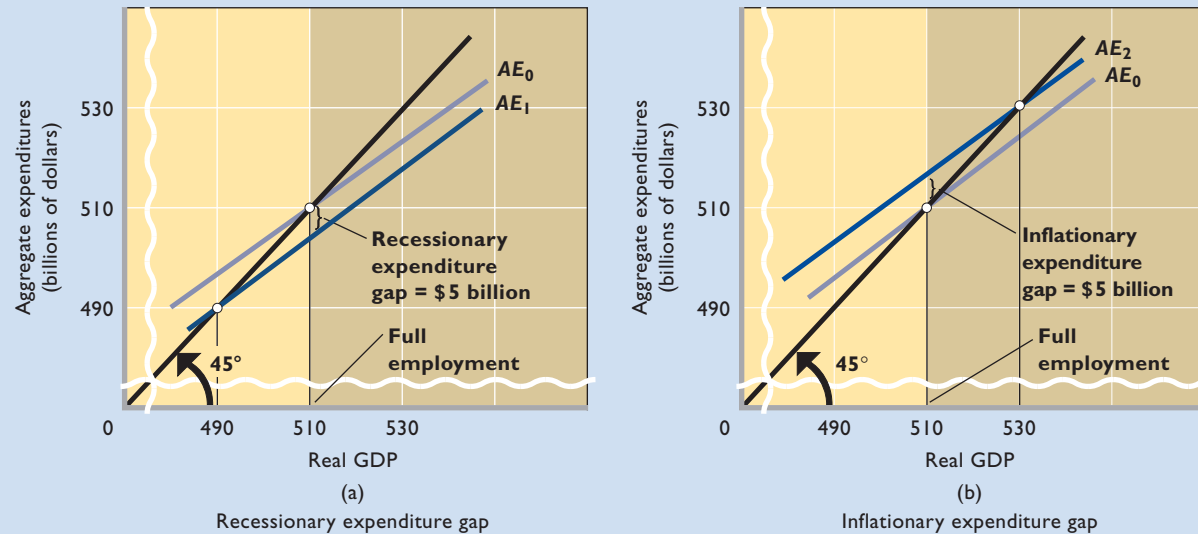 Aggregate expenditures
(billions of dollars)
530
510
490
AE0
AE1
Recessionary
expenditure
gap = $5 billion
Full
employment
45°
0
490
510
530
Real GDP
(a)
Recessionary expenditure gap
Aggregate expenditures
(billions of dollars)
530
510
490
AE2
AE0
Inflationary
expenditure
gap = $5 billion
Full
employment
45°
0
490
510
530
Real GDP
(b)
Inflationary expenditure gap